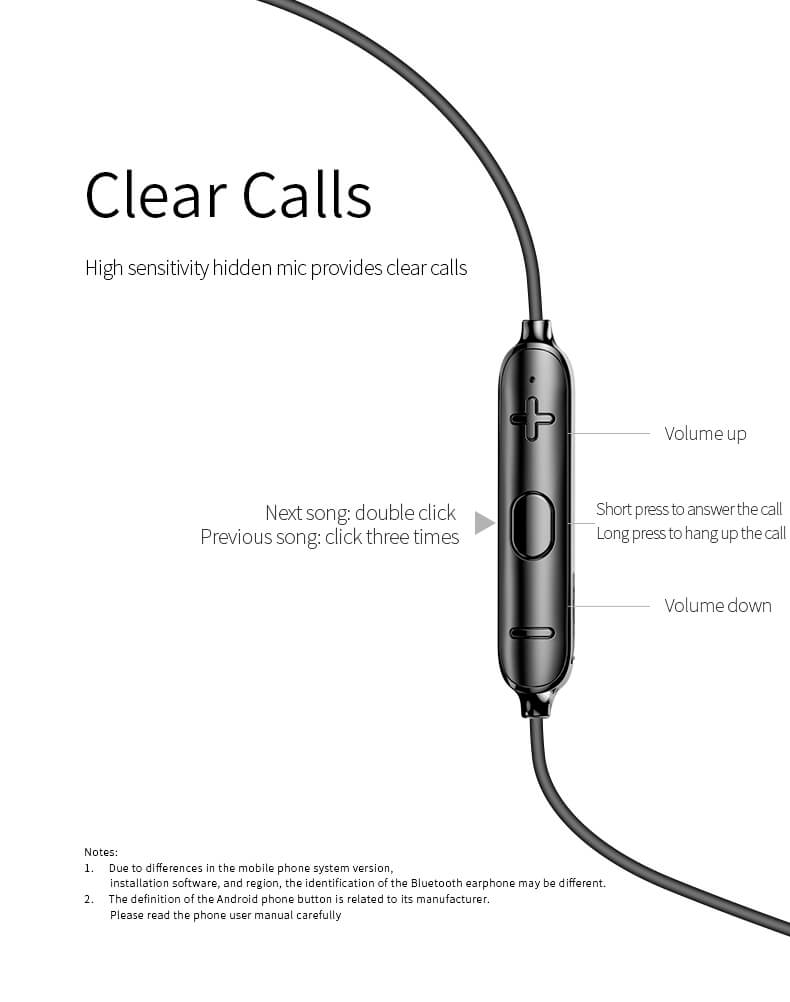 Clear Calls
High sensitivity hidden mic provides clear calls
Volume up
Next song: double click
Previous song: click three times
Short press to answer the call
Long press to hang up the call
Volume down
Notes:
1. Due to differences in the mobile phone system version,
installation software, and region, the identification of the Bluetooth earphone may be different.
2. The definition of the Android phone button is related to its manufacturer.
Please read the phone user manual carefully